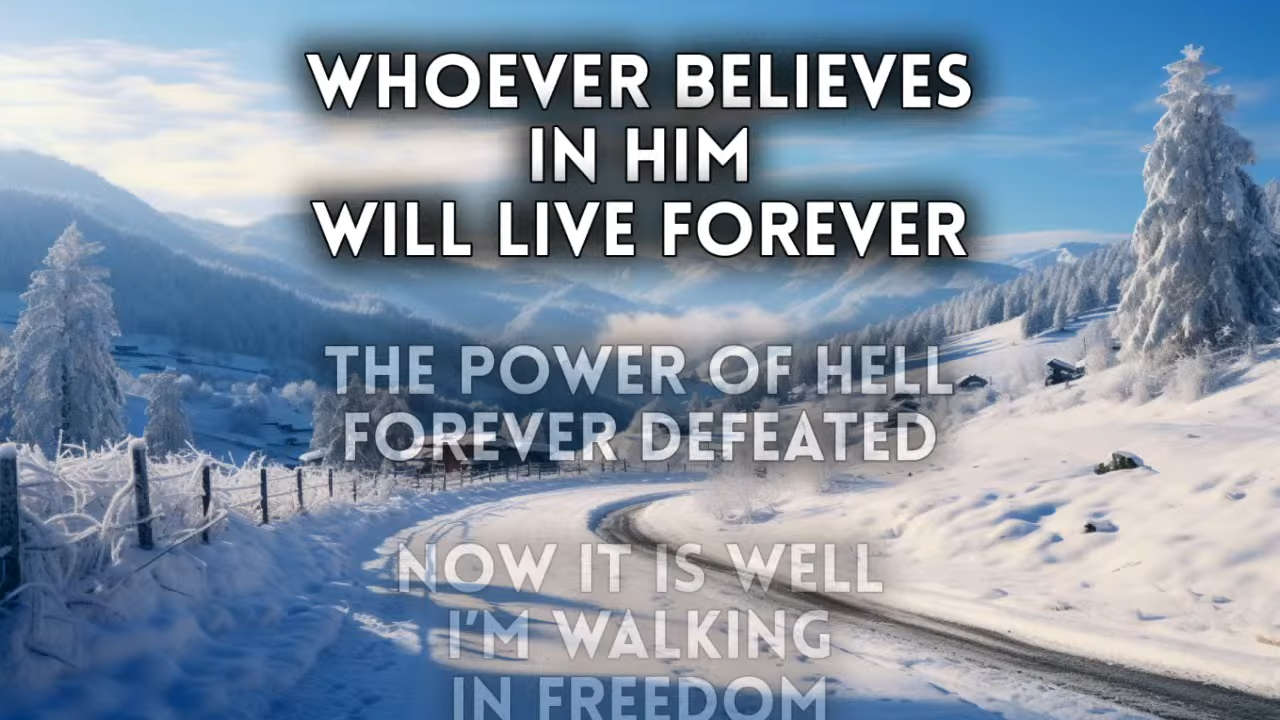 WHOEVER BELIEVES
IN HIM
WILL LIVE FOREVER
THE POWER OF HELL
FOREVER DEFEATED
NOW IT IS WELL
I'M WALKING
IN FREEDOM